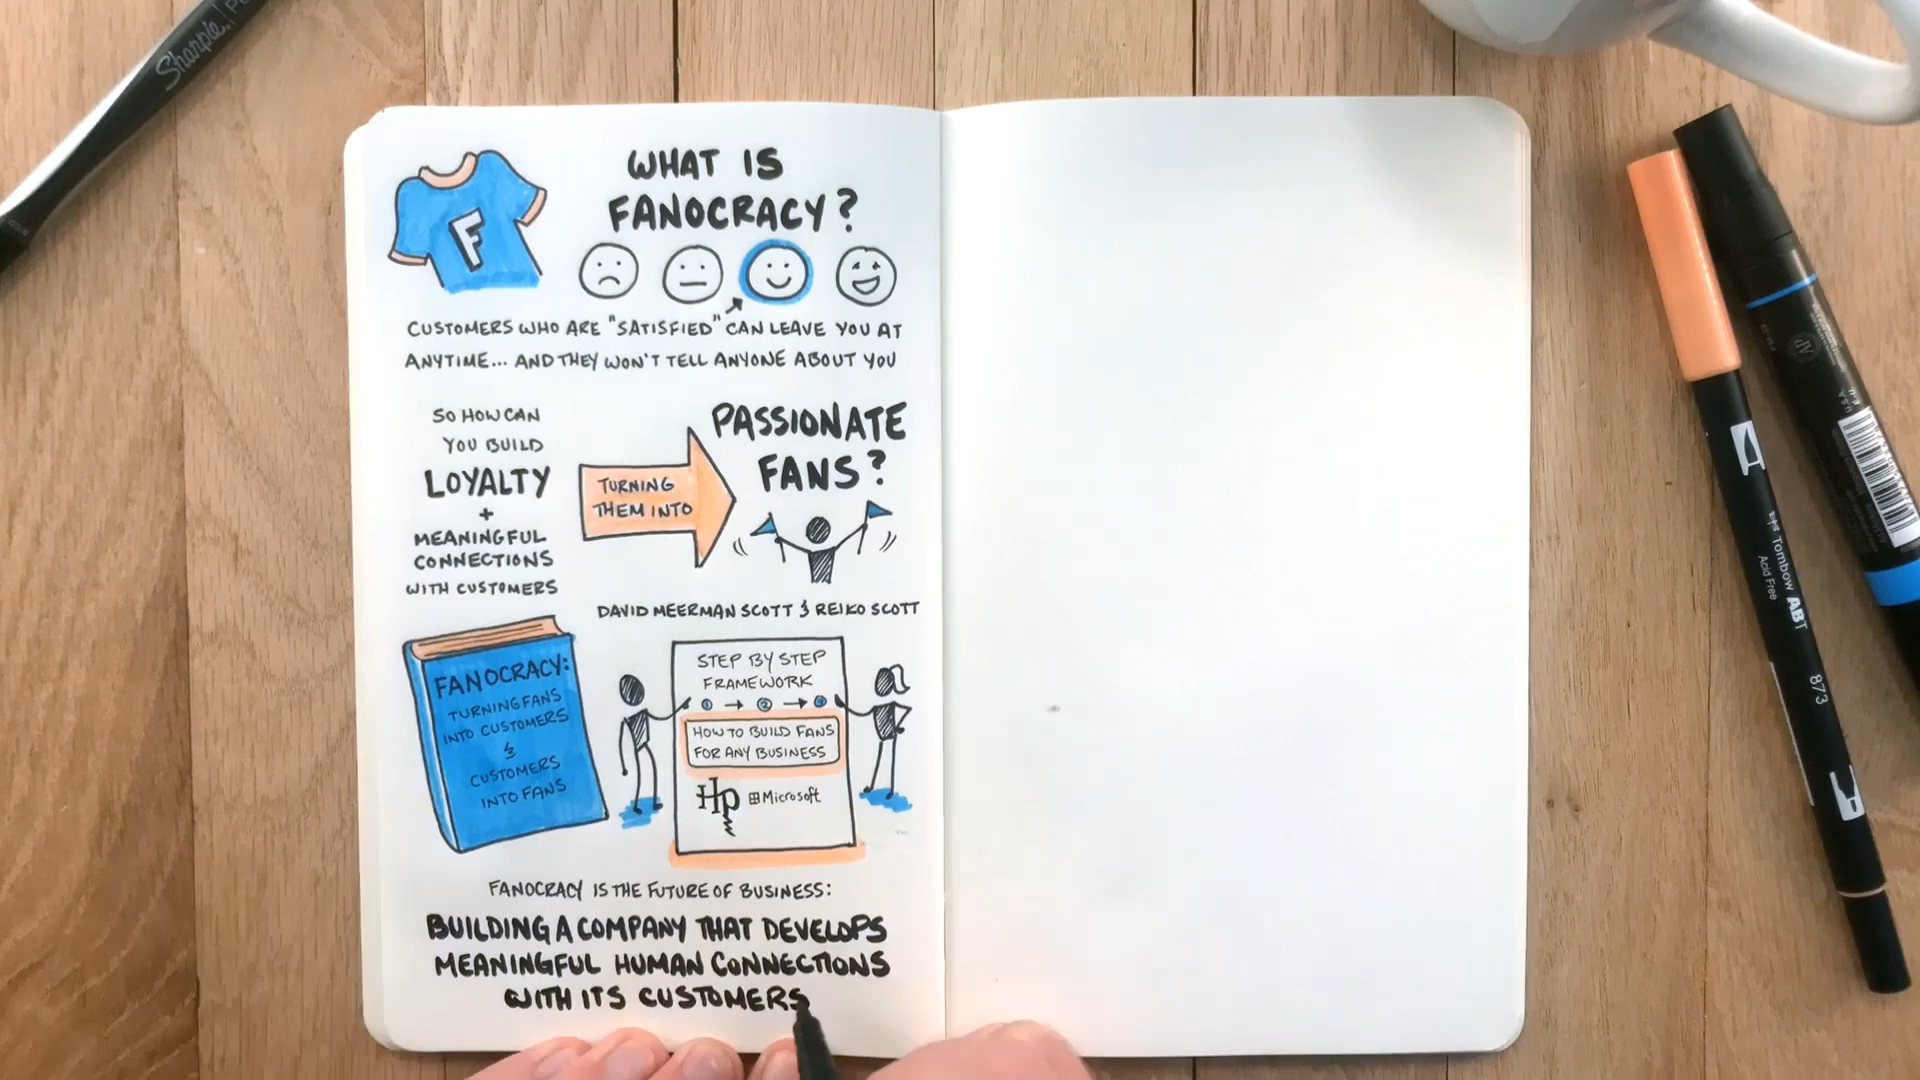 Sharpie
WHAT IS
FANOCRACY?
F
CUSTOMERS WHO ARE "SATISFIED" CAN LEAVE YOU AT
ANYTIME... AND THEY WON'T TELL ANYONE ABOUT YOU
SO HOW CAN
YOU BUILD
LOYALTY
+
MEANINGFUL
CONNECTIONS
WITH CUSTOMERS
TURNING
THEM INTO
PASSIONATE
FANS?
DAVID MEERMAN SCOTT & REIKO SCOTT
FANOCRACY:
TURNING FANS
INTO CUSTOMERS
&
CUSTOMERS
INTO FANS
STEP BY STEP
FRAMEWORK
1 → 2 → 3
HOW TO BUILD FANS
FOR ANY BUSINESS
Hp Microsoft
FANOCRACY IS THE FUTURE OF BUSINESS:
BUILDING A COMPANY THAT DEVELOPS
MEANINGFUL HUMAN CONNECTIONS
WITH ITS CUSTOMERS
Tombow ABT
Acid Free
873
AP
U.S.A.